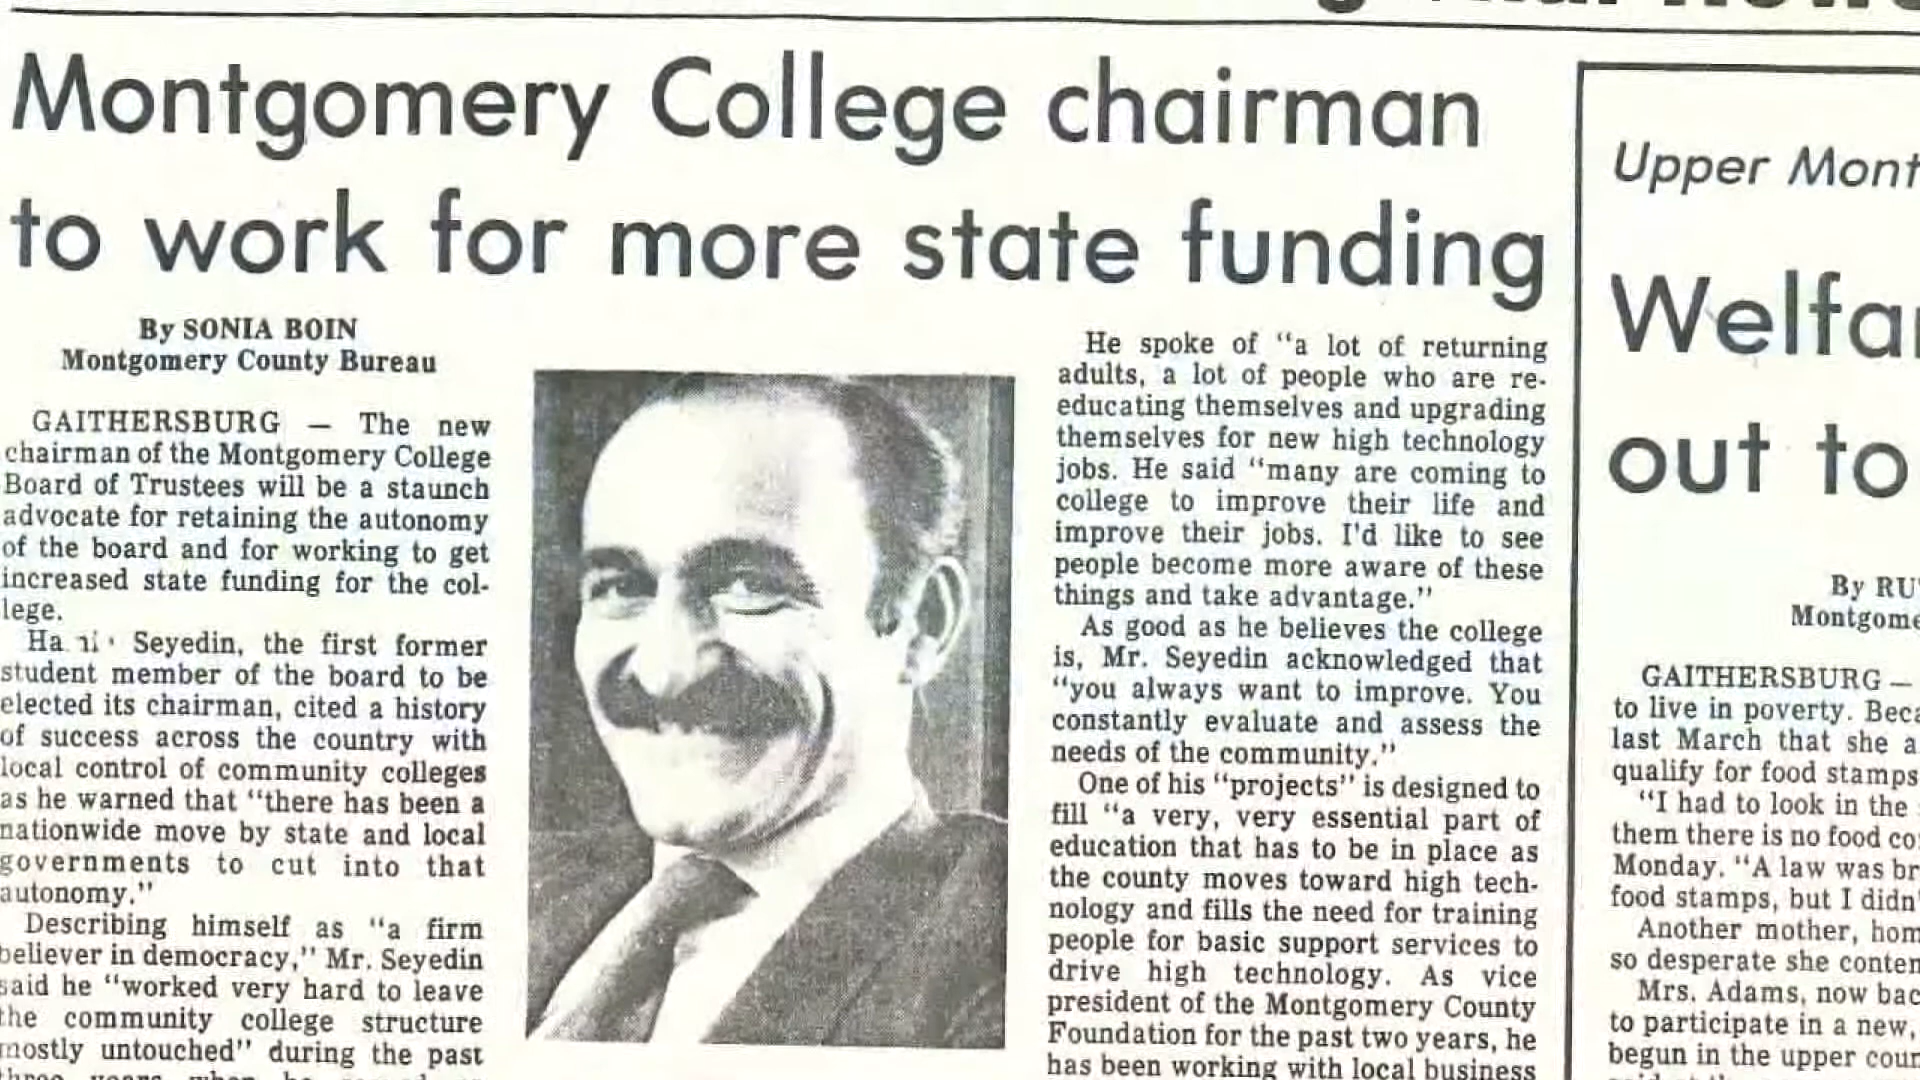 Montgomery College chairman
to work for more state funding
By SONIA BOIN
Montgomery County Bureau
GAITHERSBURG — The new
chairman of the Montgomery College
Board of Trustees will be a staunch
advocate for retaining the autonomy
of the board and for working to get
increased state funding for the col-
lege.
Seyedin, the first former
student member of the board to be
elected its chairman, cited a history
of success across the country with
local control of community colleges
as he warned that "there has been a
nationwide move by state and local
governments to cut into that
autonomy."
Describing himself as "a firm
believer in democracy," Mr. Seyedin
said he "worked very hard to leave
the community college structure
mostly untouched" during the past
He spoke of "a lot of returning
adults, a lot of people who are re-
educating themselves and upgrading
themselves for new high technology
jobs. He said "many are coming to
college to improve their life and
improve their jobs. I'd like to see
people become more aware of these
things and take advantage."
As good as he believes the college
is, Mr. Seyedin acknowledged that
"you always want to improve. You
constantly evaluate and assess the
needs of the community."
One of his "projects" is designed to
fill "a very, very essential part of
education that has to be in place as
the county moves toward high tech-
nology and fills the need for training
people for basic support services to
drive high technology. As vice
president of the Montgomery County
Foundation for the past two years, he
has been working with local business
Upper Mont
Welfar
out to
By RU
Montgome
GAITHERSBURG —
to live in poverty. Beca
last March that she a
qualify for food stamps
"I had to look in the
them there is no food co
Monday. "A law was br
food stamps, but I didn'
Another mother, hom
so desperate she conten
Mrs. Adams, now bac
to participate in a new,
begun in the upper coun